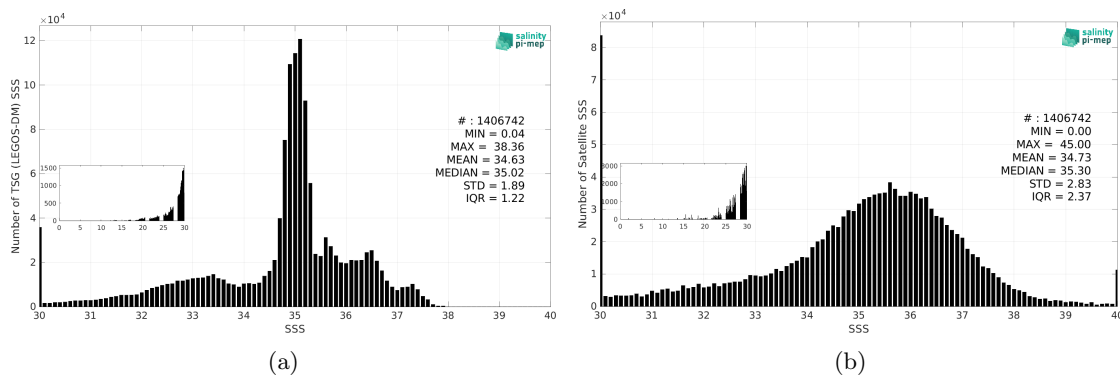 ×10⁴
12
10
8
6
4
2
0
Number of TSG (LEGOS-DM) SSS
salinity
pi-mep
# : 1406742
MIN = 0.04
MAX = 38.36
MEAN = 34.63
MEDIAN = 35.02
STD = 1.89
IQR = 1.22
1500
1000
500
0
0 5 10 15 20 25 30
30 31 32 33 34 35 36 37 38 39 40
SSS
(a)
×10⁴
8
7
6
5
4
3
2
1
0
Number of Satellite SSS
salinity
pi-mep
# : 1406742
MIN = 0.00
MAX = 45.00
MEAN = 34.73
MEDIAN = 35.30
STD = 2.83
IQR = 2.37
3000
2000
1000
0
0 5 10 15 20 25 30
30 31 32 33 34 35 36 37 38 39 40
SSS
(b)